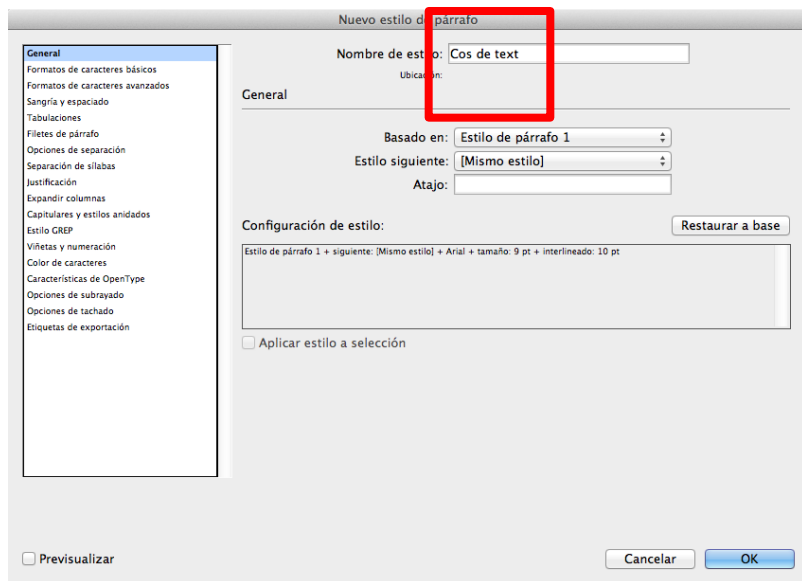 Nuevo estilo de párrafo
General
Formatos de caracteres básicos
Formatos de caracteres avanzados
Sangría y espaciado
Tabulaciones
Filetes de párrafo
Opciones de separación
Separación de sílabas
Justificación
Expandir columnas
Capitulares y estilos anidados
Estilo GREP
Viñetas y numeración
Color de caracteres
Características de OpenType
Opciones de subrayado
Opciones de tachado
Etiquetas de exportación
Nombre de estilo: Cos de text
Ubicación:
General
Basado en: Estilo de párrafo 1
Estilo siguiente: [Mismo estilo]
Atajo:
Configuración de estilo: Restaurar a base
Estilo de párrafo 1 + siguiente: [Mismo estilo] + Arial + tamaño: 9 pt + interlineado: 10 pt
Aplicar estilo a selección
Previsualizar Cancelar OK